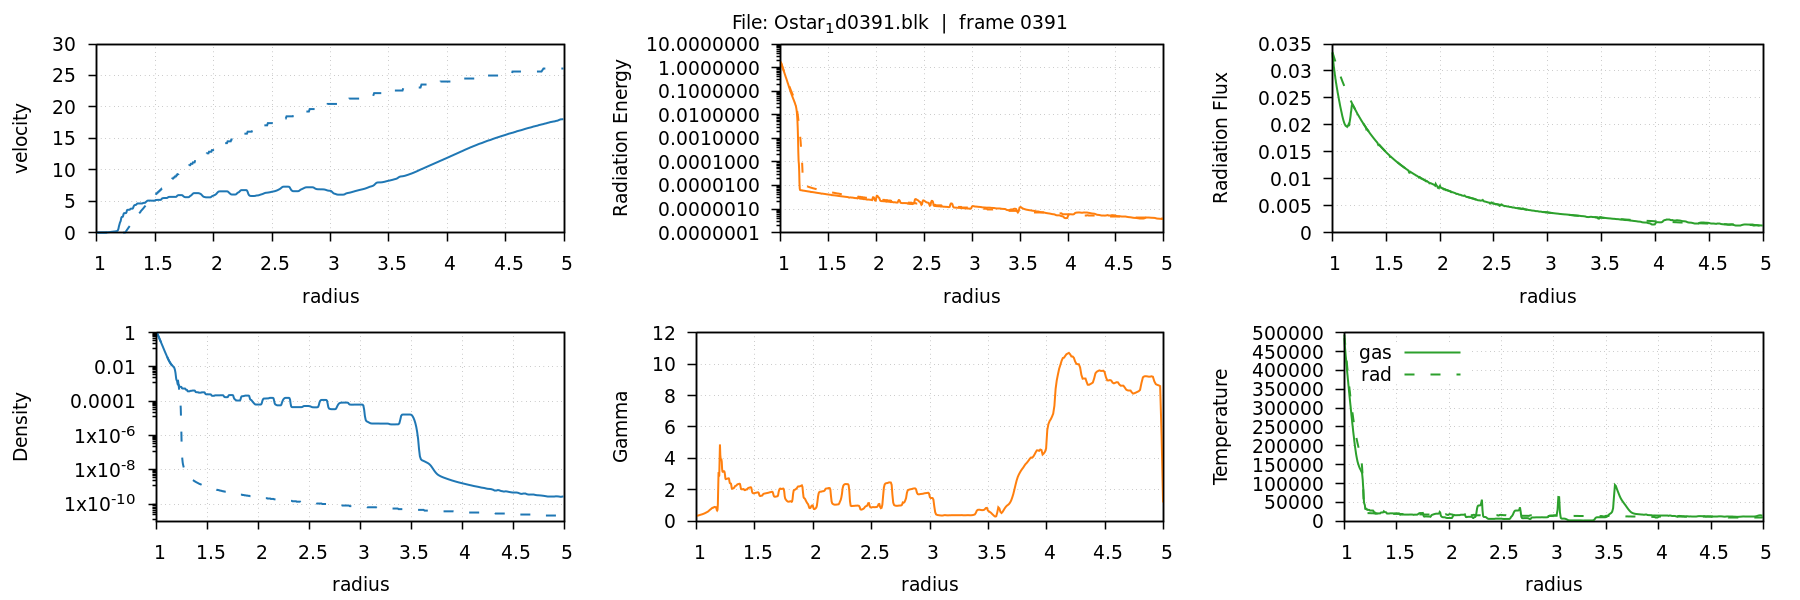 File: Ostar₁d0391.blk | frame 0391
velocity
30
25
20
15
10
5
0
1 1.5 2 2.5 3 3.5 4 4.5 5
radius
Radiation Energy
10.0000000
1.0000000
0.1000000
0.0100000
0.0010000
0.0001000
0.0000100
0.0000010
0.0000001
1 1.5 2 2.5 3 3.5 4 4.5 5
radius
Radiation Flux
0.035
0.03
0.025
0.02
0.015
0.01
0.005
0
1 1.5 2 2.5 3 3.5 4 4.5 5
radius
Density
1
0.01
0.0001
1x10⁻⁶
1x10⁻⁸
1x10⁻¹⁰
1 1.5 2 2.5 3 3.5 4 4.5 5
radius
Gamma
12
10
8
6
4
2
0
1 1.5 2 2.5 3 3.5 4 4.5 5
radius
Temperature
500000
450000
400000
350000
300000
250000
200000
150000
100000
50000
0
gas
rad
1 1.5 2 2.5 3 3.5 4 4.5 5
radius